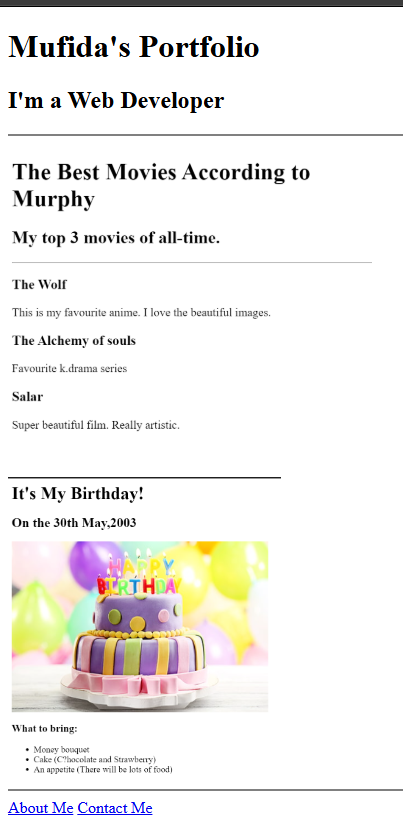 Mufida's Portfolio
I'm a Web Developer
The Best Movies According to
Murphy
My top 3 movies of all-time.
The Wolf
This is my favourite anime. I love the beautiful images.
The Alchemy of souls
Favourite k.drama series
Salar
Super beautiful film. Really artistic.
It's My Birthday!
On the 30th May,2003
HAPPY
BIRTHDAY
What to bring:
• Money bouquet
• Cake (C?hocolate and Strawberry)
• An appetite (There will be lots of food)
About Me Contact Me